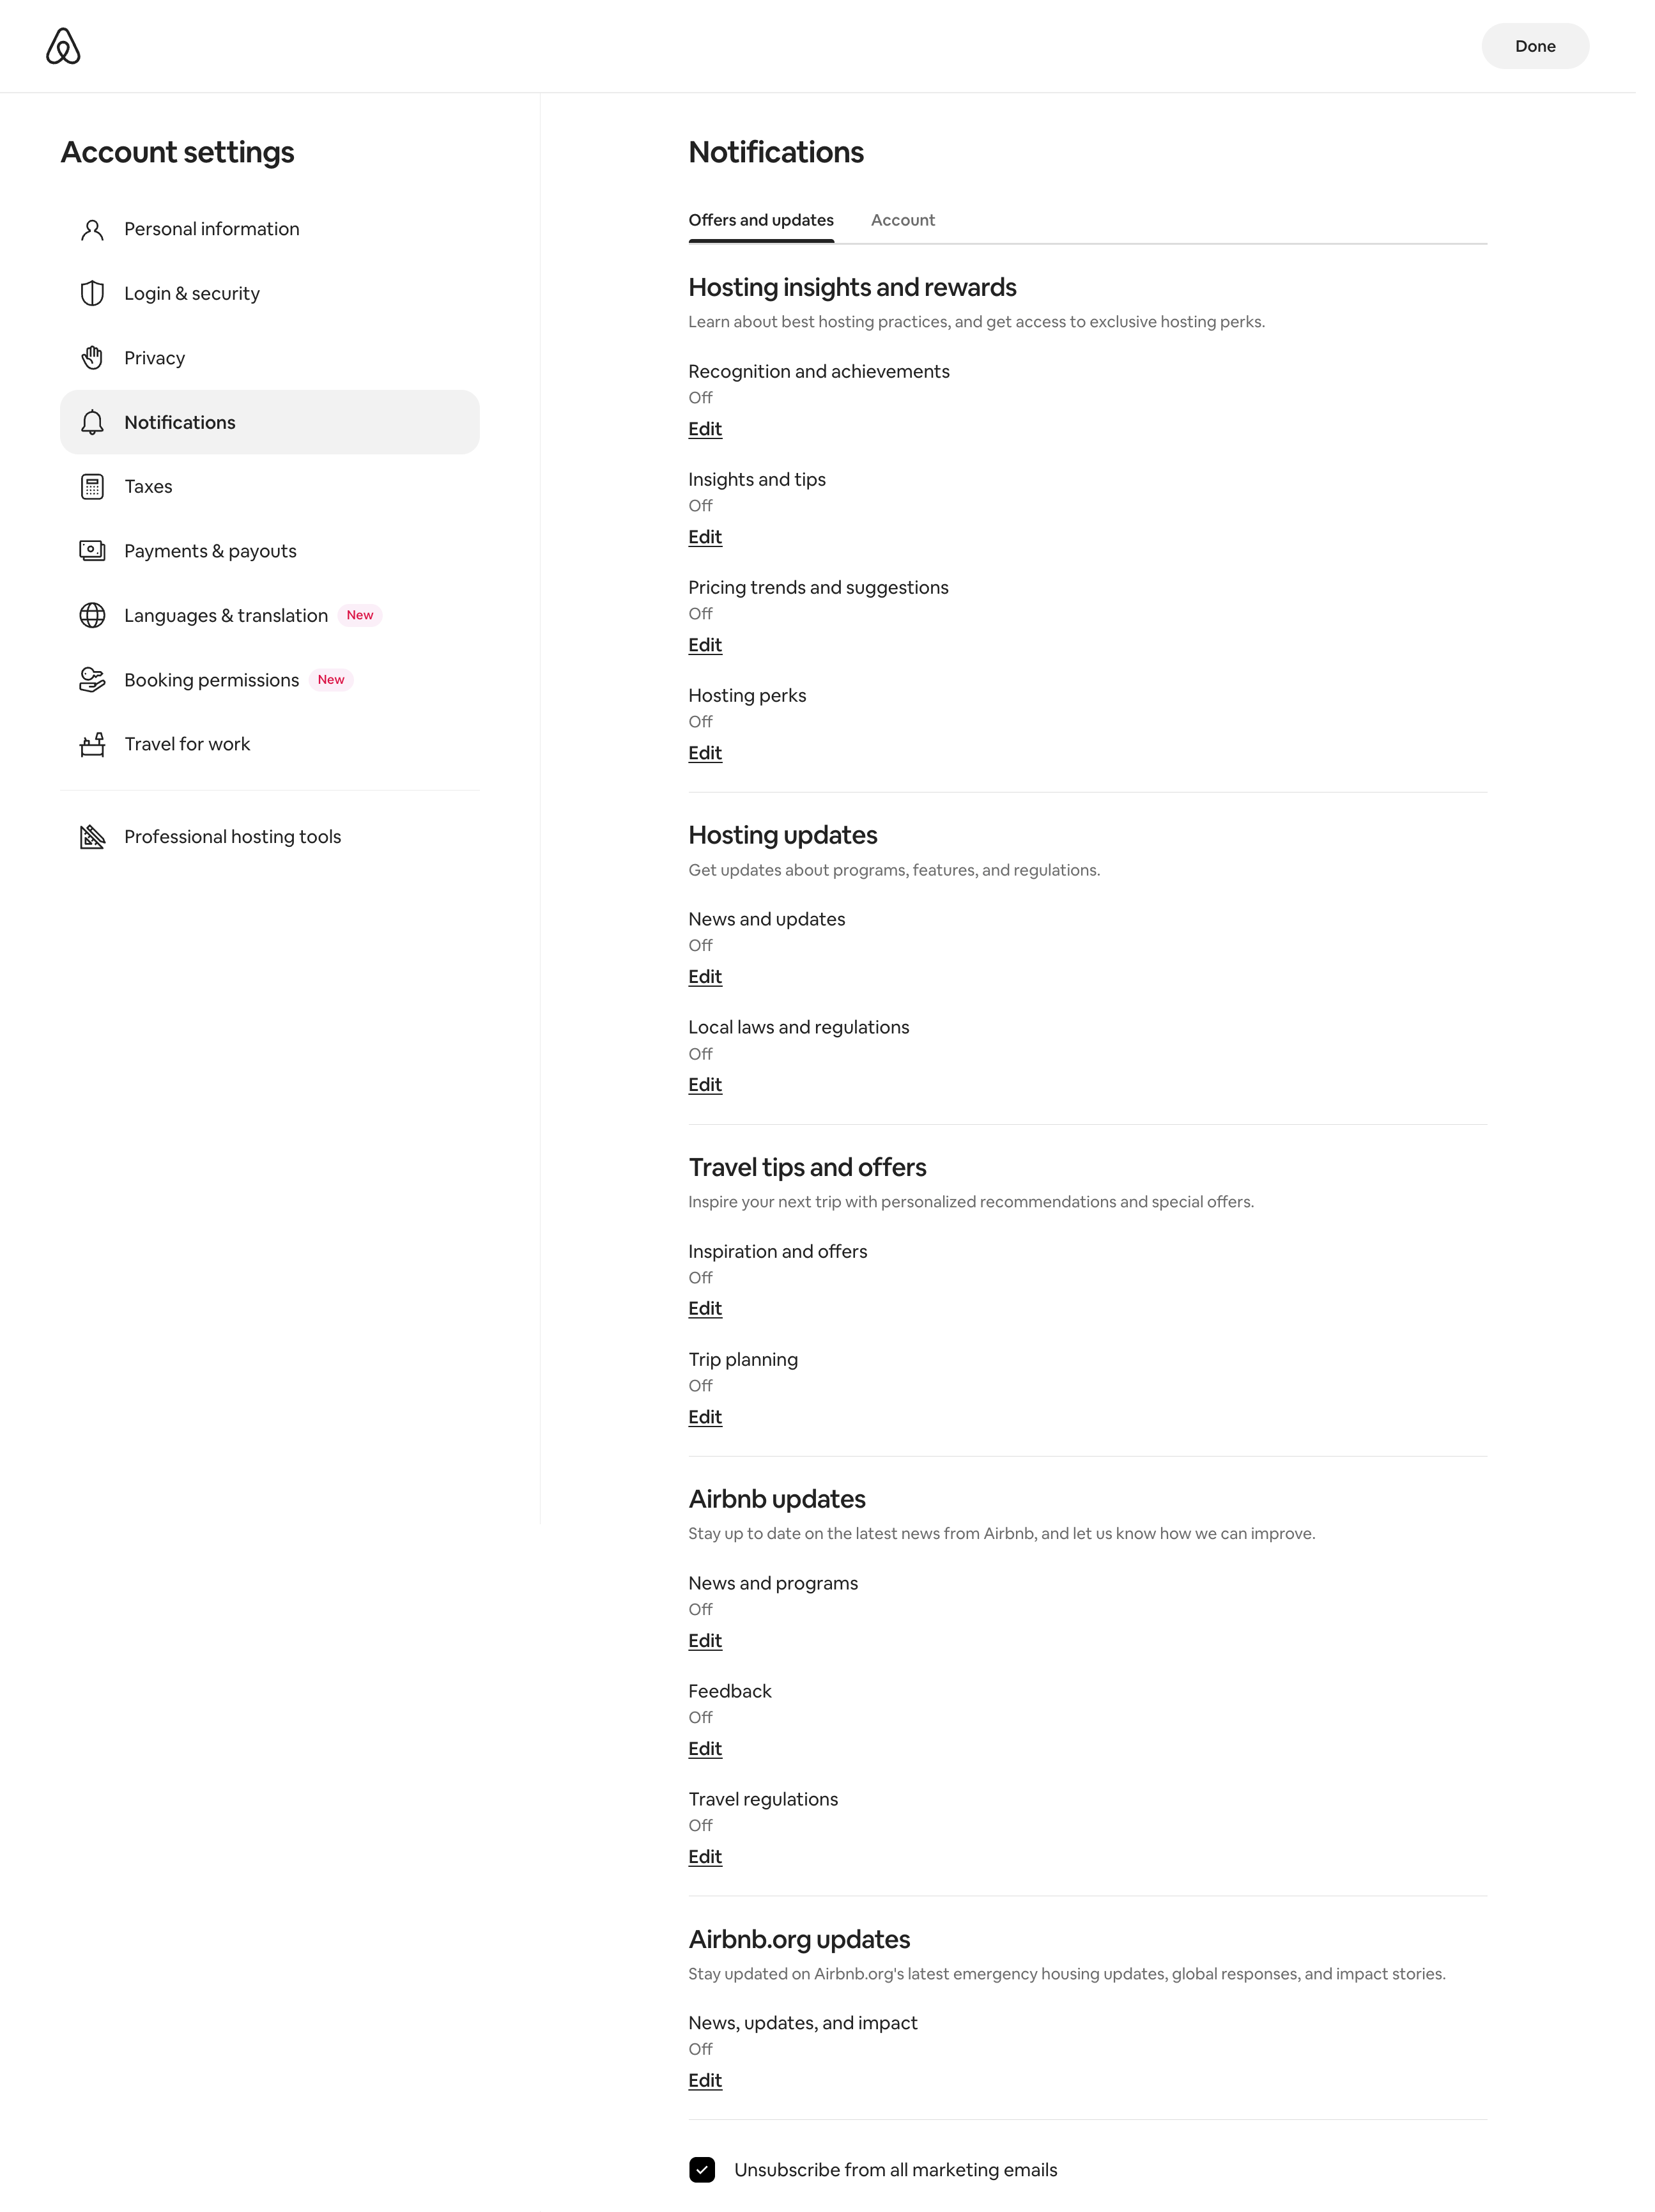 Done
Account settings
Personal information
Login & security
Privacy
Notifications
Taxes
Payments & payouts
Languages & translation New
Booking permissions New
Travel for work
Professional hosting tools
Notifications
Offers and updates Account
Hosting insights and rewards
Learn about best hosting practices, and get access to exclusive hosting perks.
Recognition and achievements
Off
Edit
Insights and tips
Off
Edit
Pricing trends and suggestions
Off
Edit
Hosting perks
Off
Edit
Hosting updates
Get updates about programs, features, and regulations.
News and updates
Off
Edit
Local laws and regulations
Off
Edit
Travel tips and offers
Inspire your next trip with personalized recommendations and special offers.
Inspiration and offers
Off
Edit
Trip planning
Off
Edit
Airbnb updates
Stay up to date on the latest news from Airbnb, and let us know how we can improve.
News and programs
Off
Edit
Feedback
Off
Edit
Travel regulations
Off
Edit
Airbnb.org updates
Stay updated on Airbnb.org's latest emergency housing updates, global responses, and impact stories.
News, updates, and impact
Off
Edit
Unsubscribe from all marketing emails